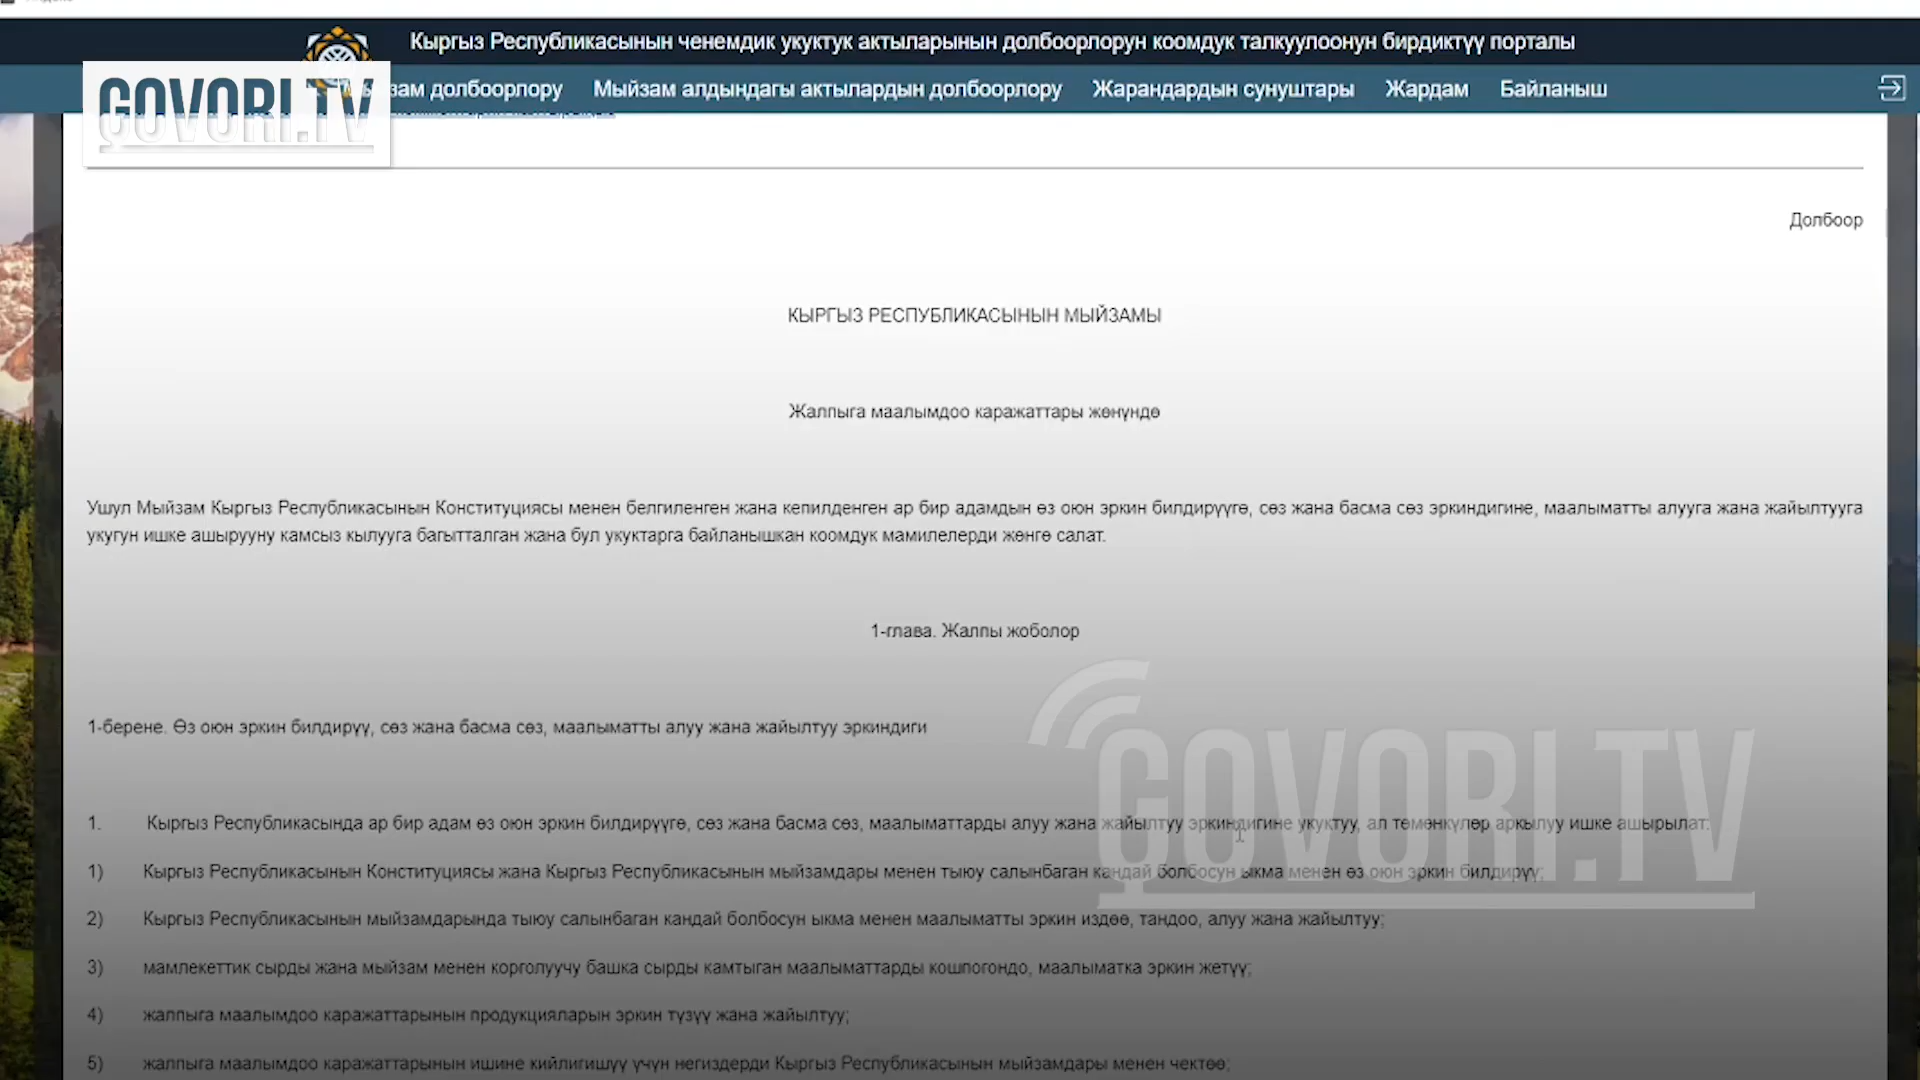 Кыргыз Республикасынын ченемдик укуктук актыларынын долбоорлорун коомдук талкуулоонун бирдиктүү порталы
долбоорлору Мыйзам алдындагы актылардын долбоорлору Жарандардын сунуштары Жардам Байланыш
GOVORI.TV
Долбоор
КЫРГЫЗ РЕСПУБЛИКАСЫНЫН МЫЙЗАМЫ
Жалпыга маалымдоо каражаттары жөнүндө
Ушул Мыйзам Кыргыз Республикасынын Конституциясы менен белгиленген жана кепилденген ар бир адамдын өз оюн эркин билдирүүгө, сөз жана басма сөз эркиндигине, маалыматты алууга жана жайылтууга
укугун ишке ашырууну камсыз кылууга багытталган жана бул укуктарга байланышкан коомдук мамилелерди жөнгө салат.
1-глава. Жалпы жоболор
1-берене. Өз оюн эркин билдирүү, сөз жана басма сөз, маалыматты алуу жана жайылтуу эркиндиги
1. Кыргыз Республикасында ар бир адам өз оюн эркин билдирүүгө, сөз жана басма сөз, маалыматтарды алуу жана жайылтуу эркиндигине укуктуу, ал төмөнкүлөр аркылуу ишке ашырылат:
1) Кыргыз Республикасынын Конституциясы жана Кыргыз Республикасынын мыйзамдары менен тыюу салынбаган кандай болбосун ыкма менен өз оюн эркин билдирүү;
GOVORI.TV
2) Кыргыз Республикасынын мыйзамдарында тыюу салынбаган кандай болбосун ыкма менен маалыматты эркин издөө, тандоо, алуу жана жайылтуу;
3) мамлекеттик сырды жана мыйзам менен корголуучу башка сырды камтыган маалыматтарды кошпогондо, маалыматка эркин жетүү;
4) жалпыга маалымдоо каражаттарынын продукцияларын эркин түзүү жана жайылтуу;
5) жалпыга маалымдоо каражаттарынын ишине кийлигишүү үчүн негиздерди Кыргыз Республикасынын мыйзамдары менен чектөө;